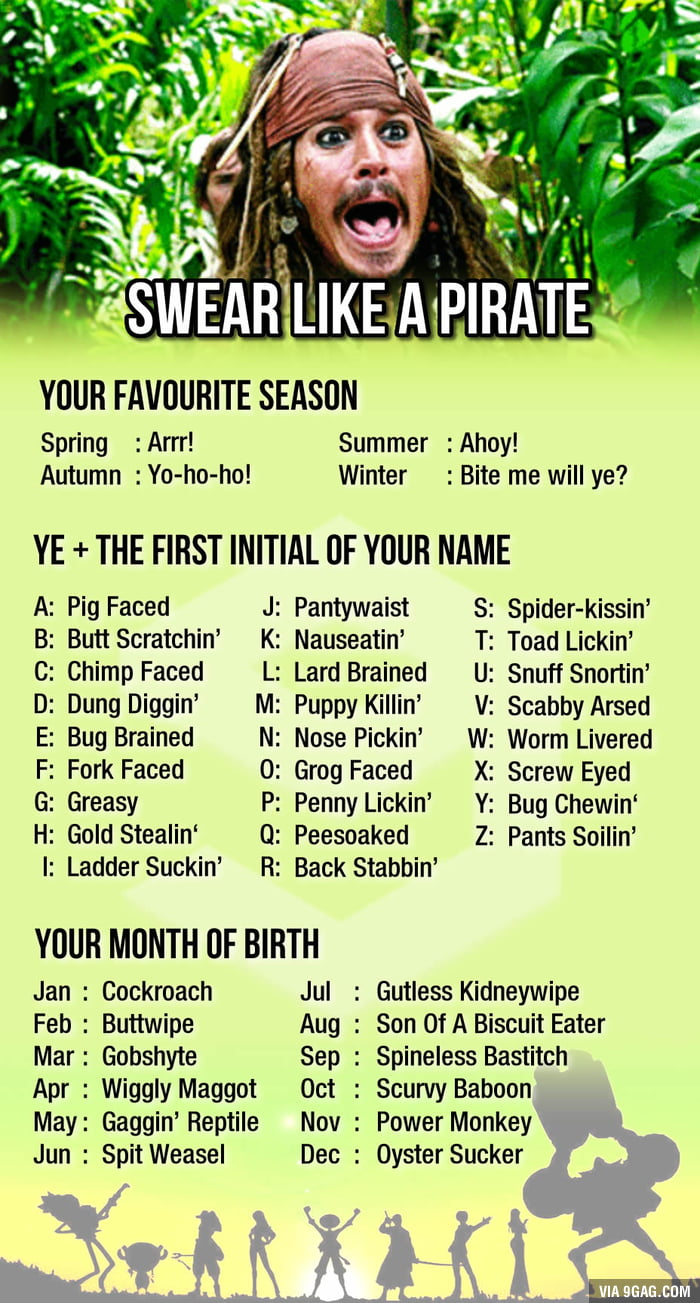 SWEAR LIKE A PIRATE
YOUR FAVOURITE SEASON
Spring : Arrr! Summer : Ahoy!
Autumn : Yo-ho-ho! Winter : Bite me will ye?
YE + THE FIRST INITIAL OF YOUR NAME
A: Pig Faced J: Pantywaist S: Spider-kissin’
B: Butt Scratchin’ K: Nauseatin’ T: Toad Lickin’
C: Chimp Faced L: Lard Brained U: Snuff Snortin’
D: Dung Diggin’ M: Puppy Killin’ V: Scabby Arsed
E: Bug Brained N: Nose Pickin’ W: Worm Livered
F: Fork Faced O: Grog Faced X: Screw Eyed
G: Greasy P: Penny Lickin’ Y: Bug Chewin‘
H: Gold Stealin‘ Q: Peesoaked Z: Pants Soilin’
I: Ladder Suckin’ R: Back Stabbin’
YOUR MONTH OF BIRTH
Jan : Cockroach Jul : Gutless Kidneywipe
Feb : Buttwipe Aug : Son Of A Biscuit Eater
Mar : Gobshyte Sep : Spineless Bastitch
Apr : Wiggly Maggot Oct : Scurvy Baboon
May : Gaggin’ Reptile Nov : Power Monkey
Jun : Spit Weasel Dec : Oyster Sucker
VIA 9GAG.COM